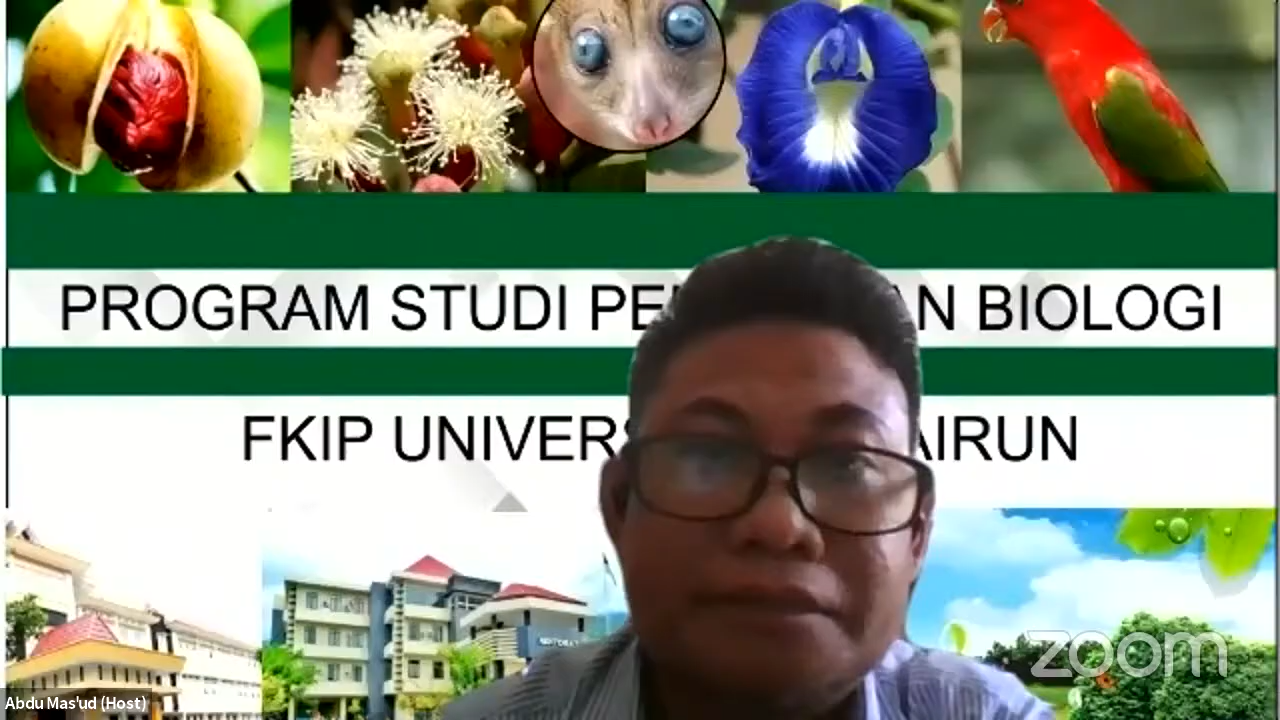 PROGRAM STUDI PE AN BIOLOGI
FKIP UNIVERS AIRUN
zoom
Abdu Mas'ud (Host)